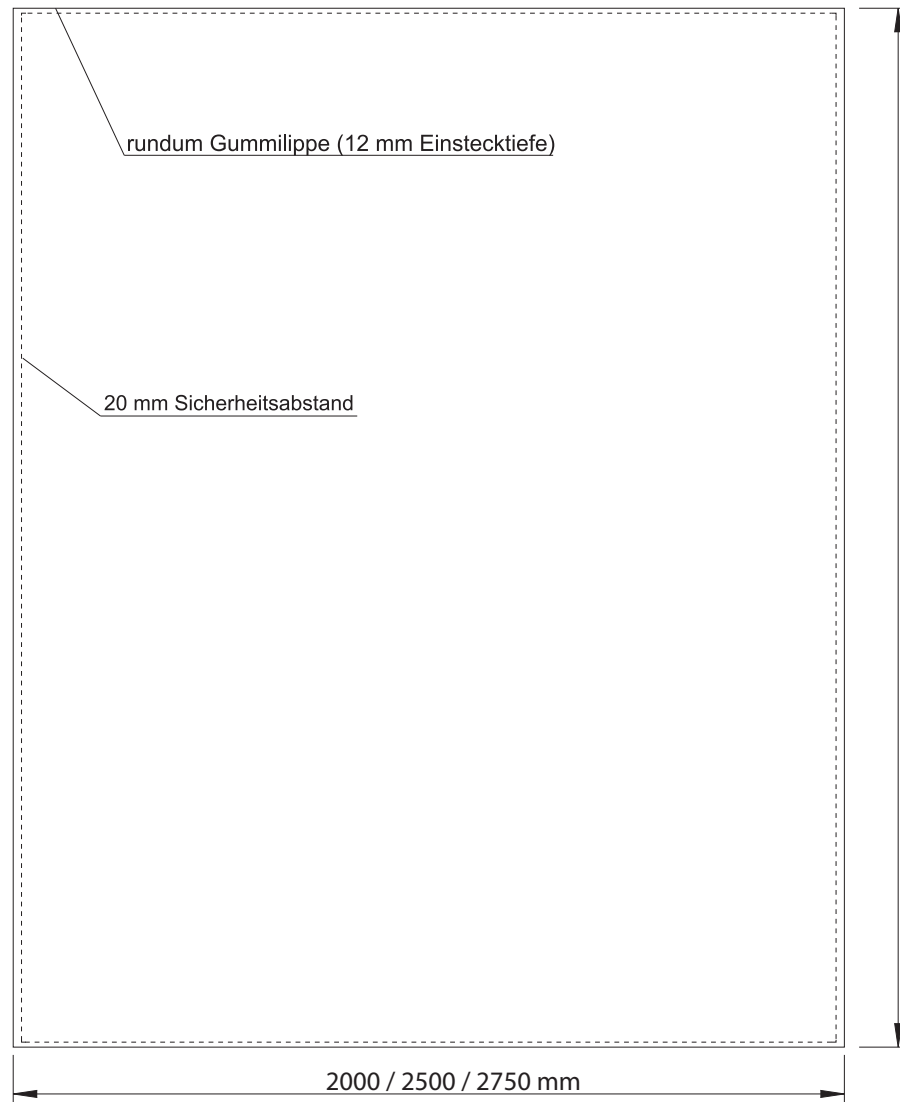 rundum Gummilippe (12 mm Einstecktiefe)
20 mm Sicherheitsabstand
2000 / 2500 / 2750 mm